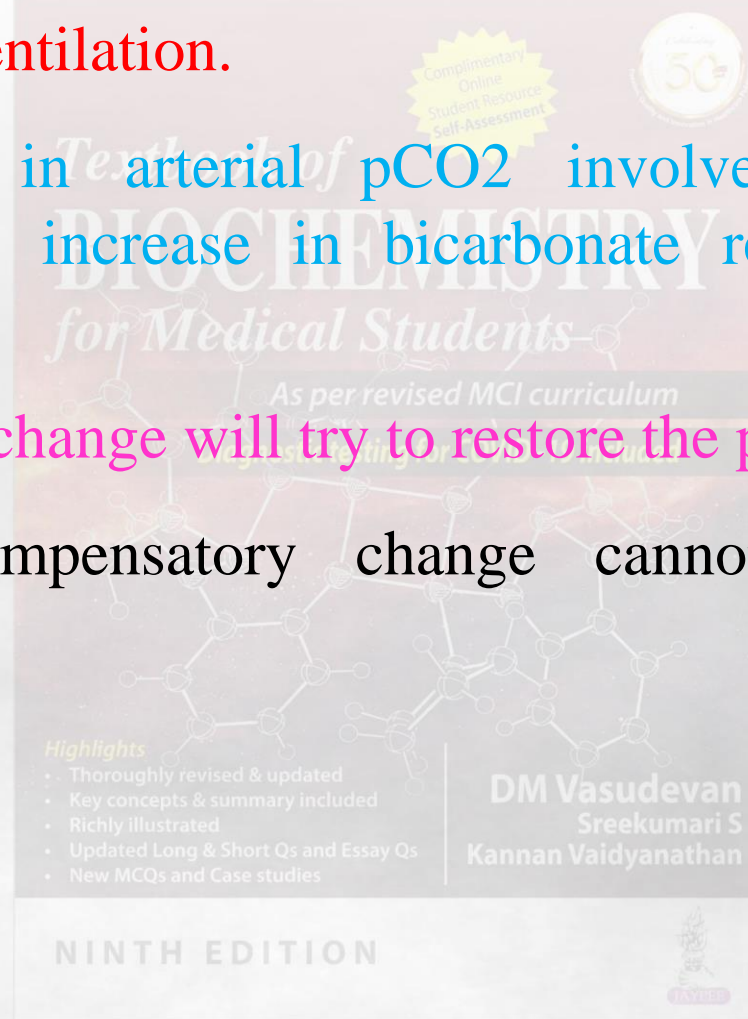 entilation.
Complimentary
Online
Student Resource
Self-Assessment
50
Textbook of
in arterial pCO2 involve
BIOCHEMISTRY
increase in bicarbonate re
for Medical Students
As per revised MCI curriculum
change will try to restore the p
mpensatory change canno
Highlights
• Thoroughly revised & updated
• Key concepts & summary included
• Richly illustrated
• Updated Long & Short Qs and Essay Qs
• New MCQs and Case studies
DM Vasudevan
Sreekumari S
Kannan Vaidyanathan
NINTH EDITION
JAYPEE